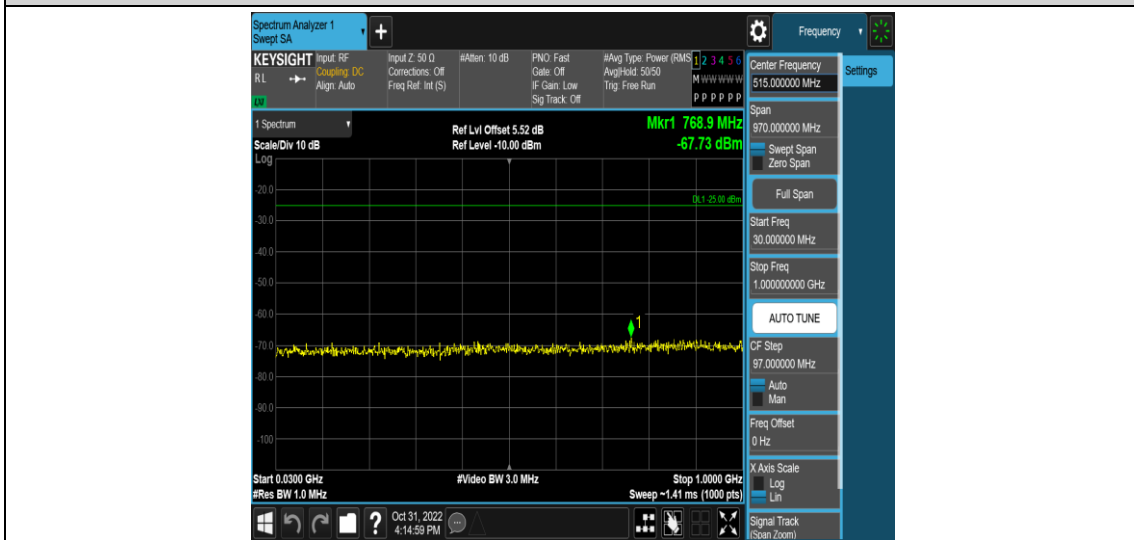 Spectrum Analyzer 1
Swept SA
+
Frequency
KEYSIGHT
RL
LXI
Input: RF
Coupling: DC
Align: Auto
Input Z: 50 Ω
Corrections: Off
Freq Ref: Int (S)
#Atten: 10 dB
PNO: Fast
Gate: Off
IF Gain: Low
Sig Track: Off
#Avg Type: Power (RMS
Avg|Hold: 50/50
Trig: Free Run
1 2 3 4 5 6
M W W W W W
P P P P P P
1 Spectrum
Scale/Div 10 dB
Ref Lvl Offset 5.52 dB
Ref Level -10.00 dBm
Mkr1 768.9 MHz
-67.73 dBm
Log
-20.0
DL1 -25.00 dBm
-30.0
-40.0
-50.0
-60.0
1
-70.0
-80.0
-90.0
-100
Start 0.0300 GHz
#Video BW 3.0 MHz
Stop 1.0000 GHz
#Res BW 1.0 MHz
Sweep ~1.41 ms (1000 pts)
?
Oct 31, 2022
4:14:59 PM
Center Frequency
515.000000 MHz
Settings
Span
970.000000 MHz
Swept Span
Zero Span
Full Span
Start Freq
30.000000 MHz
Stop Freq
1.000000000 GHz
AUTO TUNE
CF Step
97.000000 MHz
Auto
Man
Freq Offset
0 Hz
X Axis Scale
Log
Lin
Signal Track
(Span Zoom)